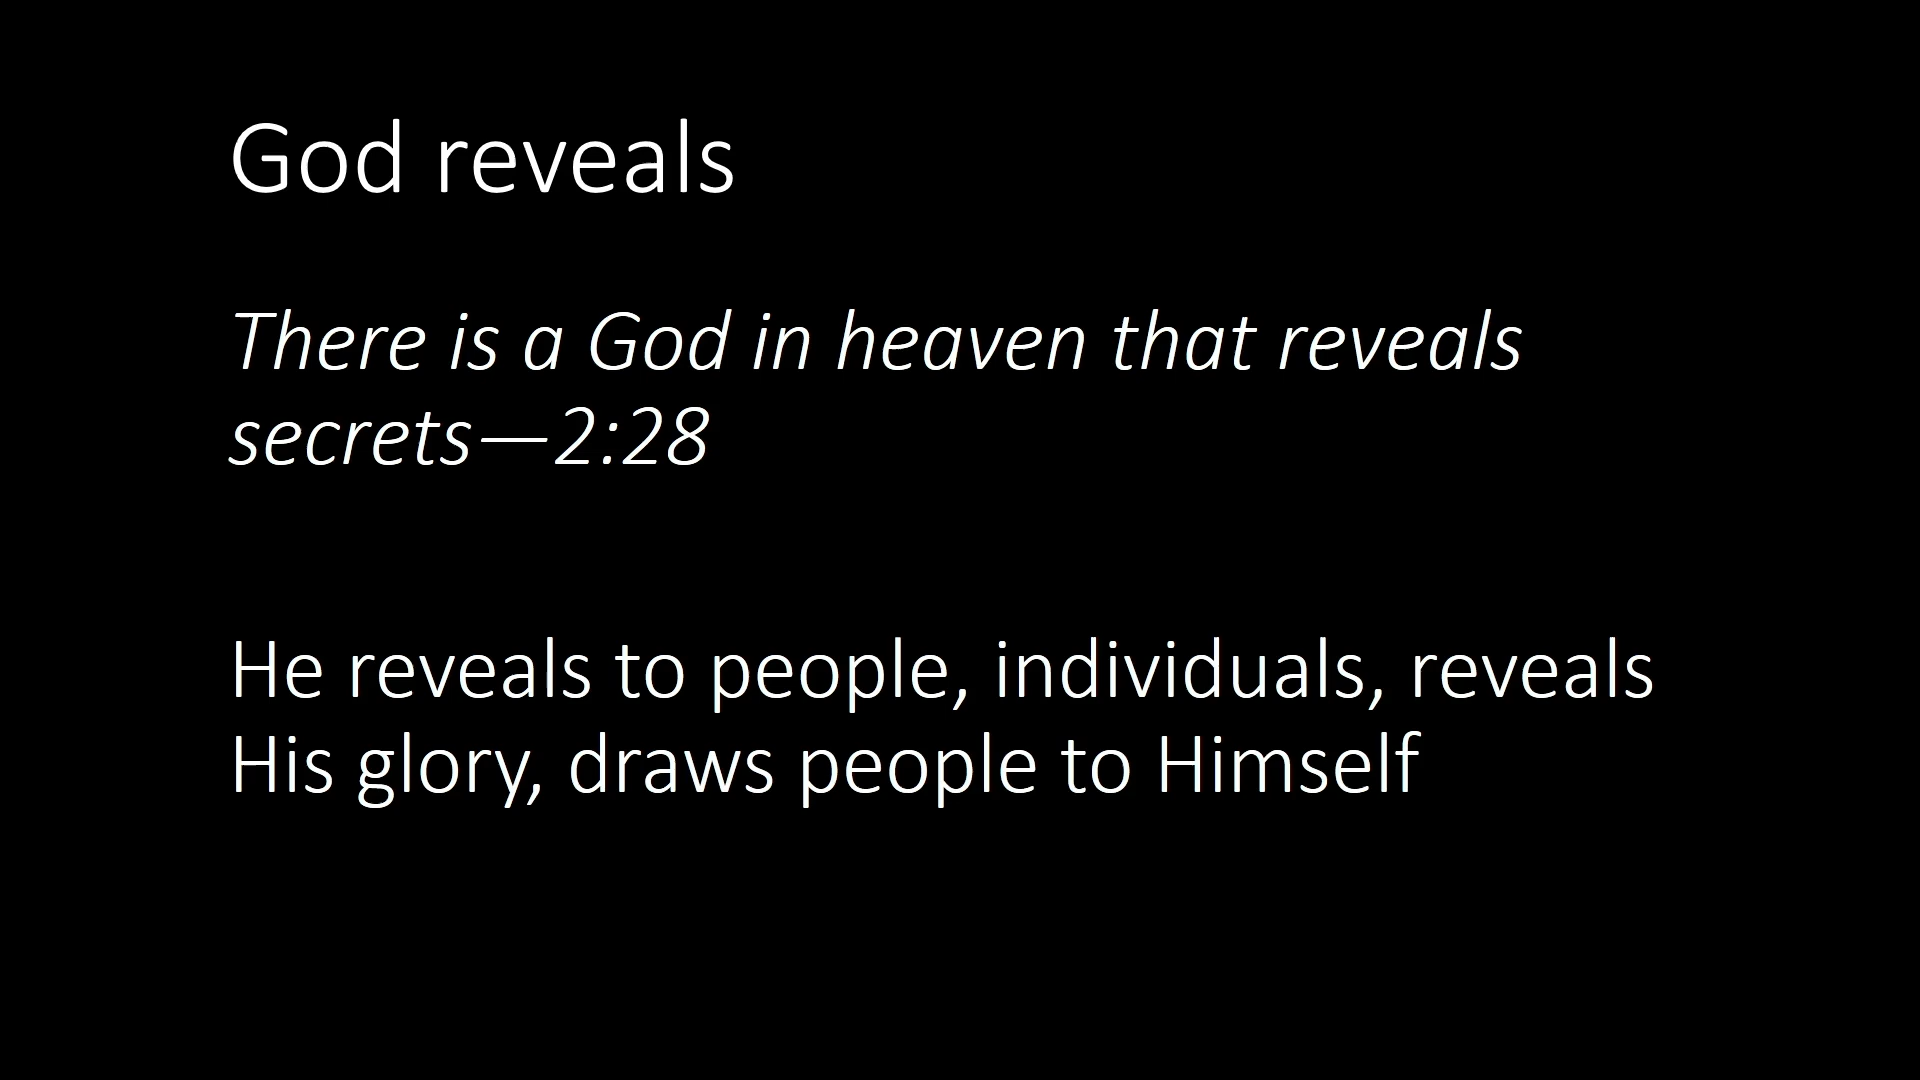 God reveals
There is a God in heaven that reveals
secrets—2:28
He reveals to people, individuals, reveals
His glory, draws people to Himself